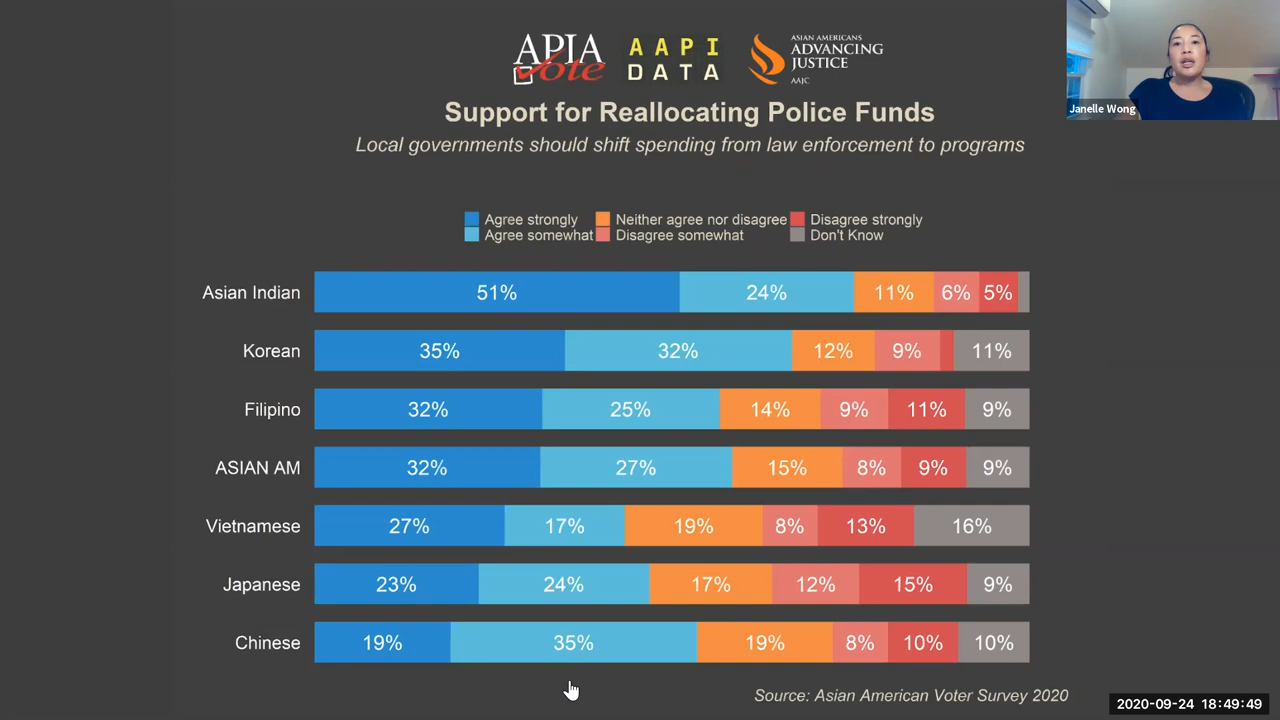 APIA Vote
AAPI DATA
ASIAN AMERICANS
ADVANCING
JUSTICE
AAJC
Janelle Wong
Support for Reallocating Police Funds
Local governments should shift spending from law enforcement to programs
Agree strongly Neither agree nor disagree Disagree strongly
Agree somewhat Disagree somewhat Don't Know
Asian Indian 51% 24% 11% 6% 5%
Korean 35% 32% 12% 9% 11%
Filipino 32% 25% 14% 9% 11% 9%
ASIAN AM 32% 27% 15% 8% 9% 9%
Vietnamese 27% 17% 19% 8% 13% 16%
Japanese 23% 24% 17% 12% 15% 9%
Chinese 19% 35% 19% 8% 10% 10%
Source: Asian American Voter Survey 2020
2020-09-24 18:49:49